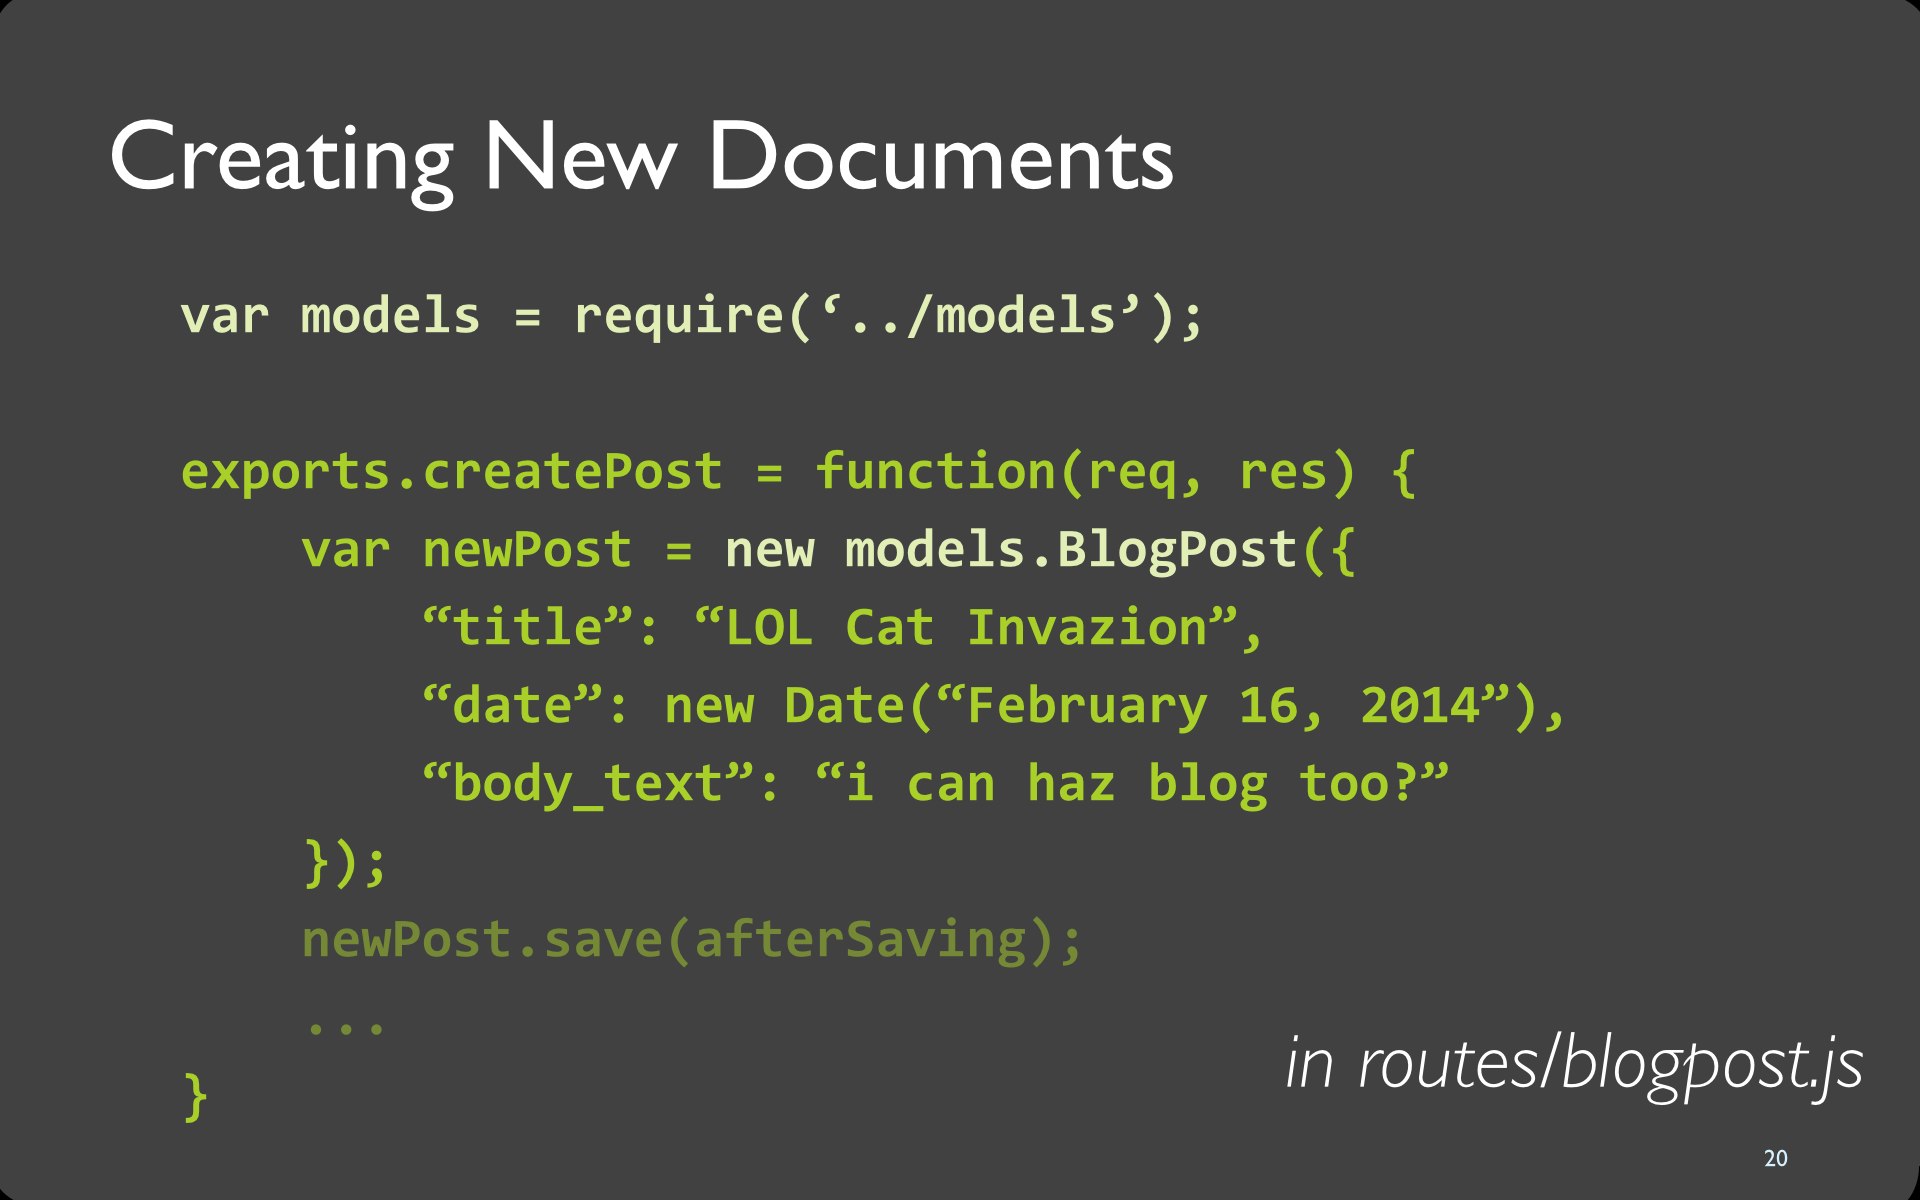 Creating New Documents
var models = require(‘../models’);
exports.createPost = function(req, res) {
var newPost = new models.BlogPost({
“title”: “LOL Cat Invazion”,
“date”: new Date(“February 16, 2014”),
“body_text”: “i can haz blog too?”
});
newPost.save(afterSaving);
...
}
in routes/blogpost.js
20